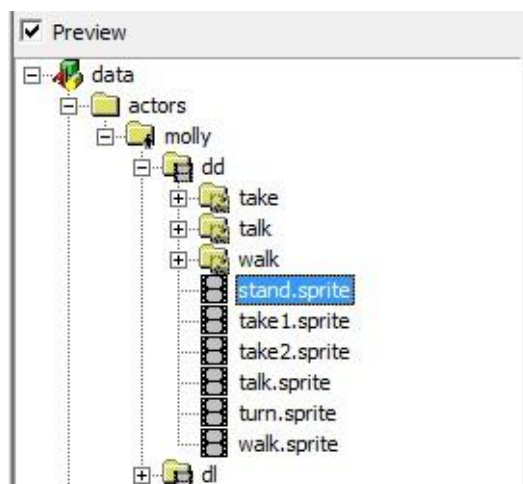 Preview
data
actors
molly
dd
take
talk
walk
stand.sprite
take1.sprite
take2.sprite
talk.sprite
turn.sprite
walk.sprite
dl